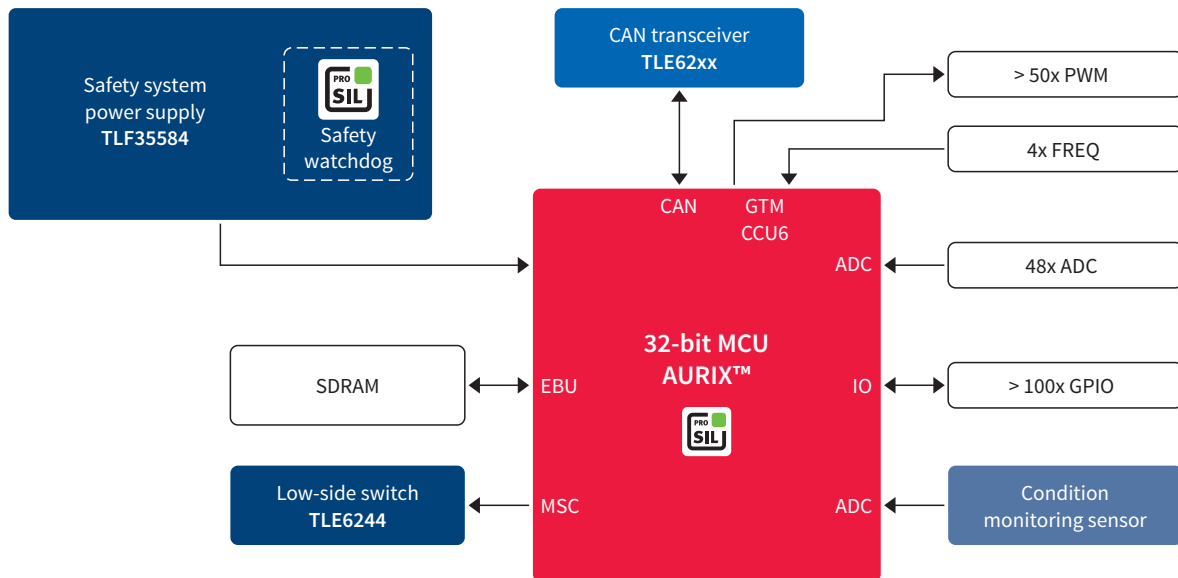 Safety system
power supply
TLF35584
PRO
SIL
Safety
watchdog
CAN transceiver
TLE62xx
> 50x PWM
4x FREQ
CAN
GTM
CCU6
ADC
48x ADC
32-bit MCU
AURIX™
PRO
SIL
SDRAM
EBU
IO
> 100x GPIO
Low-side switch
TLE6244
MSC
ADC
Condition
monitoring sensor